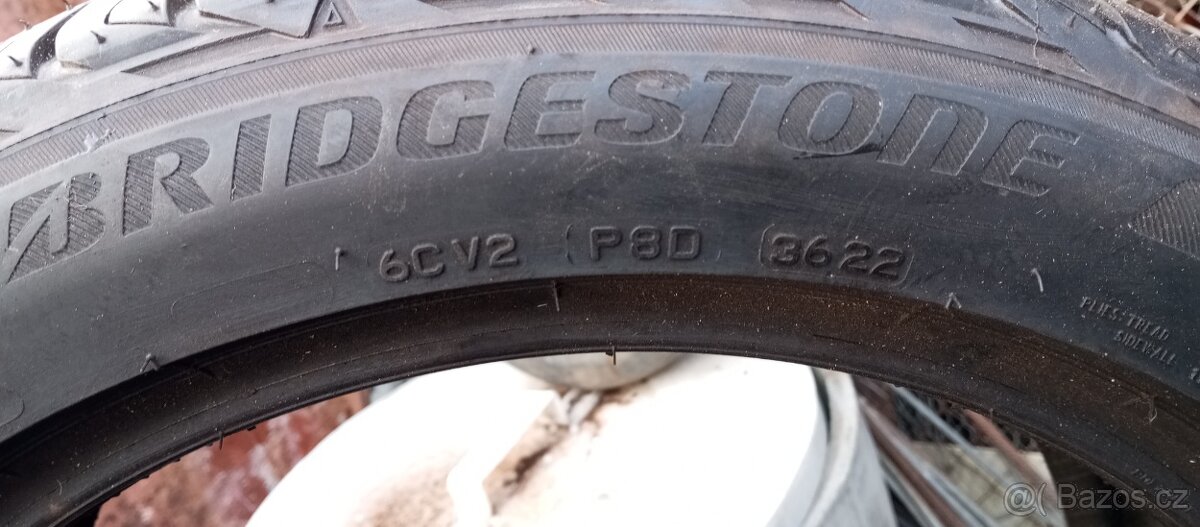 BRIDGESTONE
6CV2 P8D 3622
PLIES: TREAD
SIDEWALL
@ Bazos.cz